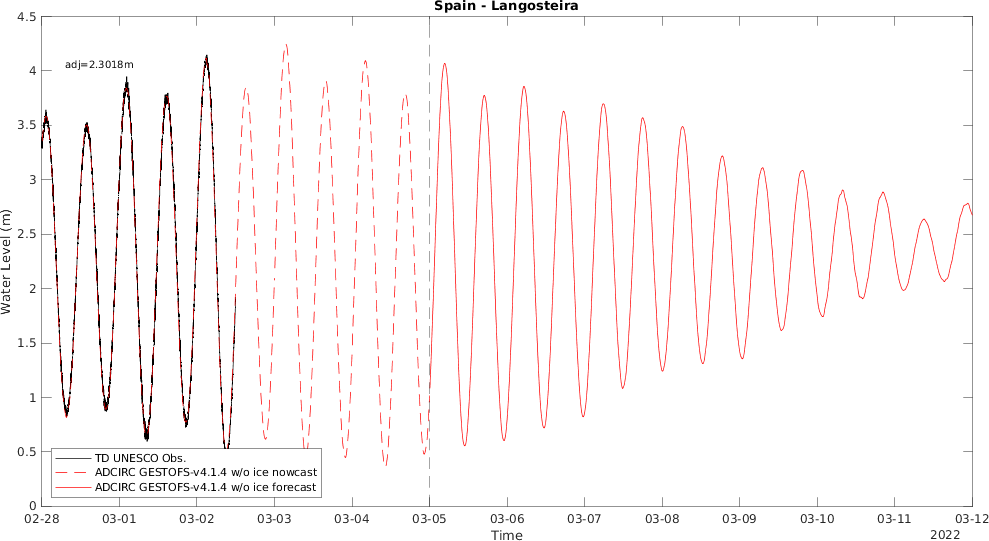 Spain - Langosteira
adj=2.3018m
4.5
4
3.5
3
2.5
2
1.5
1
0.5
0
Water Level (m)
TD UNESCO Obs.
ADCIRC GESTOFS-v4.1.4 w/o ice nowcast
ADCIRC GESTOFS-v4.1.4 w/o ice forecast
02-28 03-01 03-02 03-03 03-04 03-05 03-06 03-07 03-08 03-09 03-10 03-11 03-12
Time
2022